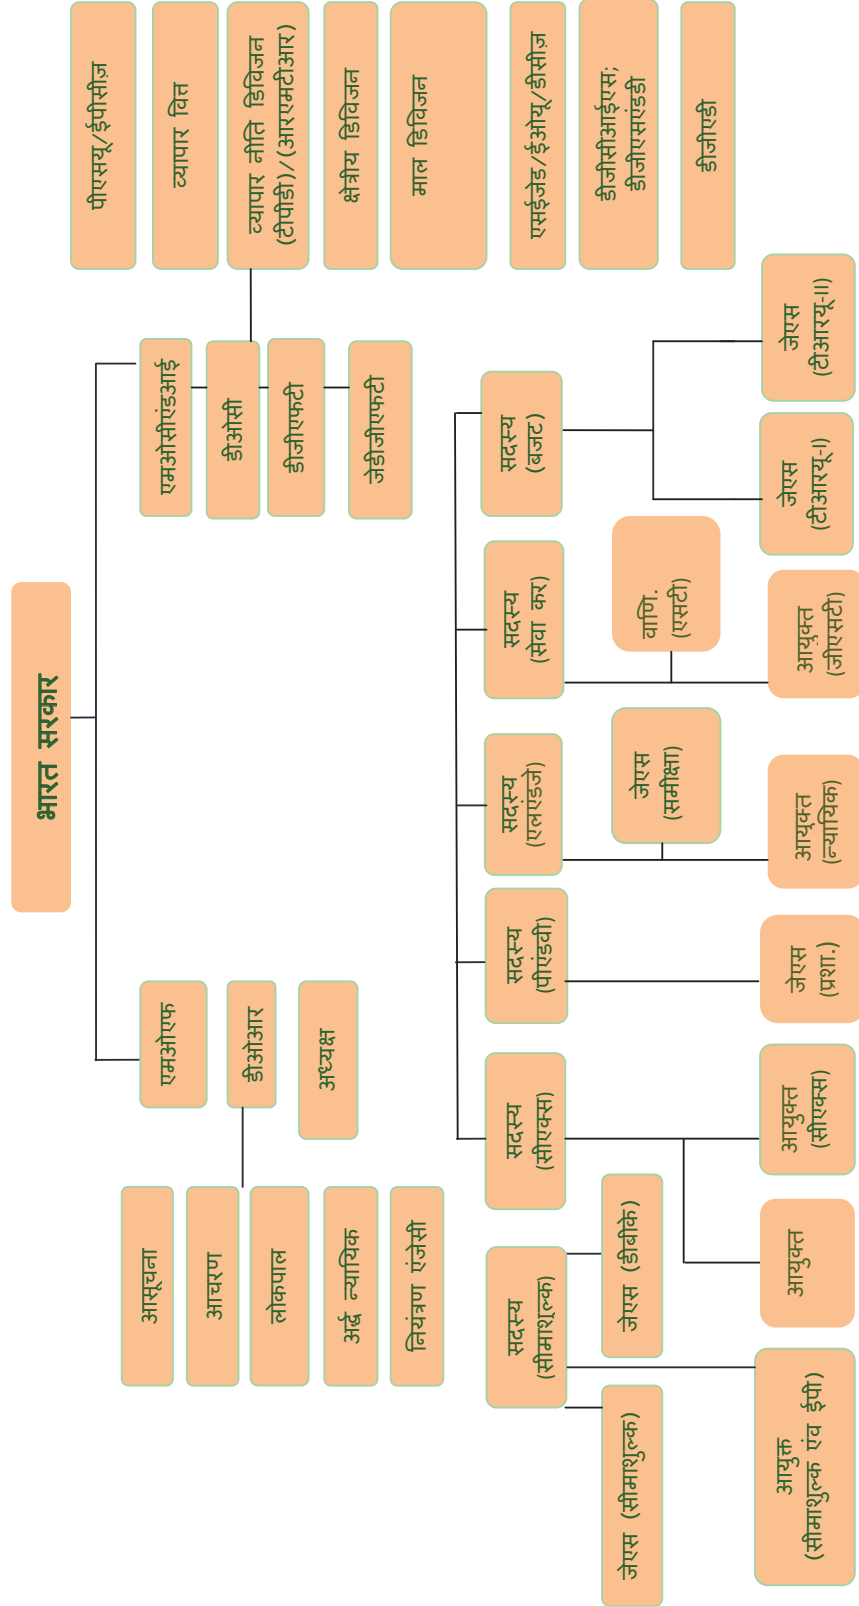 भारत सरकार
एमओएफ
एमओसीएंडआई
आसूचना
डीओआर
डीओसी
आचरण
अध्यक्ष
डीजीएफटी
लोकपाल
जेडीजीएफटी
अर्द्ध न्यायिक
नियंत्रण एंजेसी
पीएसयू/ईपीसीज़
व्यापार वित्त
व्यापार नीति डिविजन
(टीपीडी)/(आरएमटीआर)
क्षेत्रीय डिविजन
माल डिविजन
एसईजेड/ईओयू/डीसीज़
डीजीसीआईएस;
डीजीएसएंडडी
डीजीएडी
सदस्य
(सीमाशुल्क)
सदस्य
(सीएक्स)
सदस्य
(पीएंडवी)
सदस्य
(एलएंडजे)
सदस्य
(सेवा कर)
सदस्य
(बजट)
जेएस (सीमाशुल्क)
जेएस (डीबीके)
जेएस
(समीक्षा)
वाणि.
(एसटी)
आयुक्त
(सीमाशुल्क एंव ईपी)
आयुक्त
आयुक्त
(सीएक्स)
जेएस
(प्रशा.)
आयुक्त
(न्यायिक)
आयुक्त
(जीएसटी)
जेएस
(टीआरयू-I)
जेएस
(टीआरयू-II)